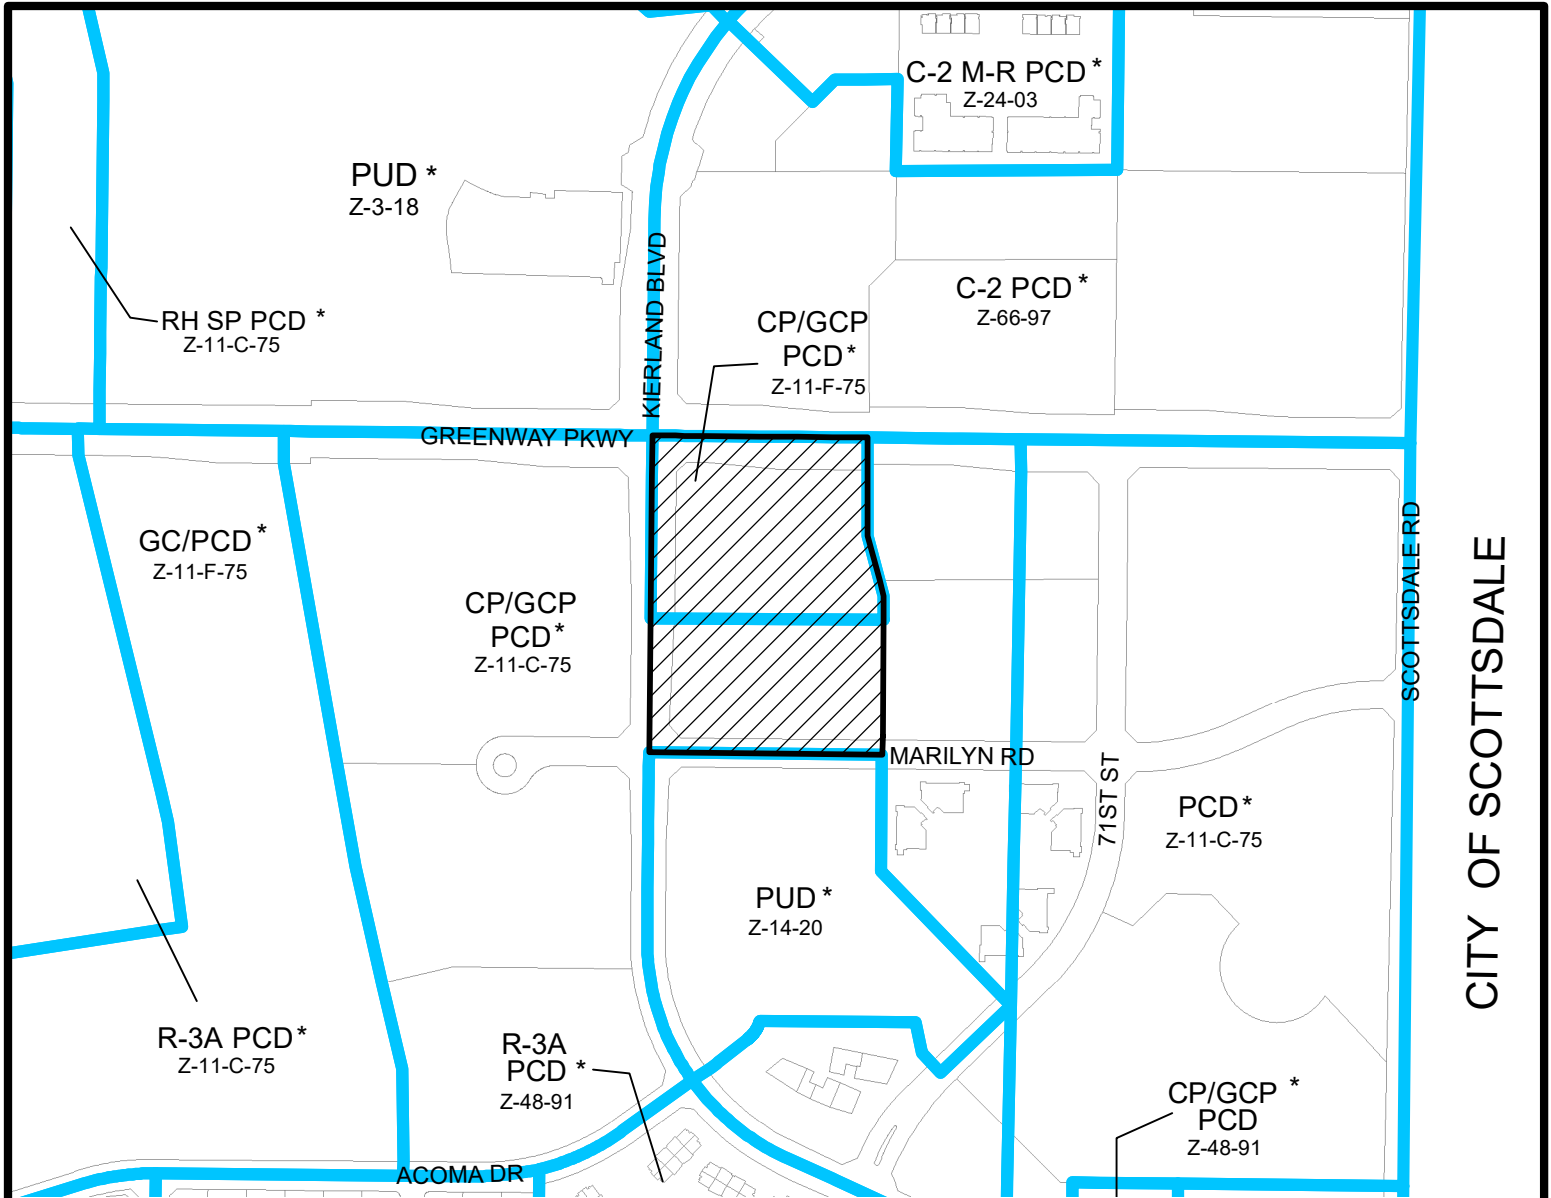 C-2 M-R PCD *
Z-24-03
PUD *
Z-3-18
KIERLAND BLVD
C-2 PCD *
Z-66-97
RH SP PCD *
Z-11-C-75
CP/GCP
PCD *
Z-11-F-75
GREENWAY PKWY
GC/PCD *
Z-11-F-75
CP/GCP
PCD *
Z-11-C-75
SCOTTSDALE RD
CITY OF SCOTTSDALE
MARILYN RD
71ST ST
PCD *
Z-11-C-75
PUD *
Z-14-20
R-3A PCD *
Z-11-C-75
R-3A
PCD *
Z-48-91
CP/GCP *
PCD
Z-48-91
ACOMA DR